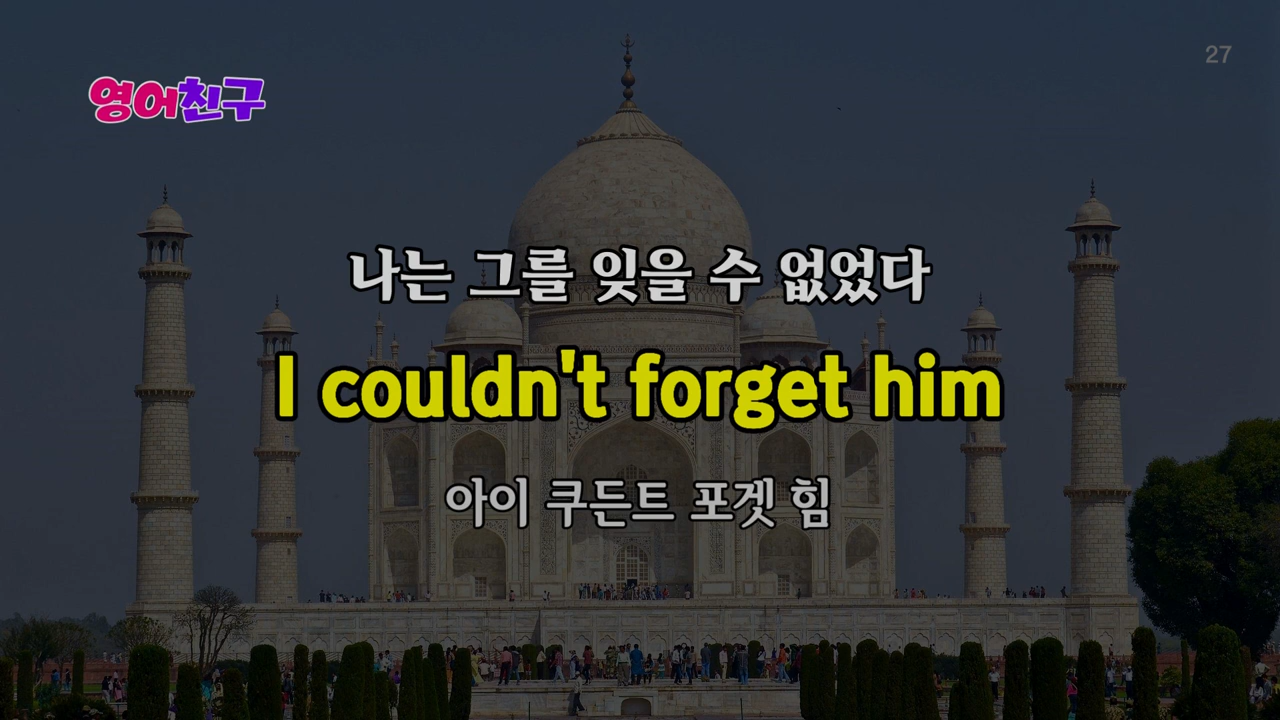 27
영어친구
나는 그를 잊을 수 없었다
I couldn't forget him
아이 쿠든트 포겟 힘